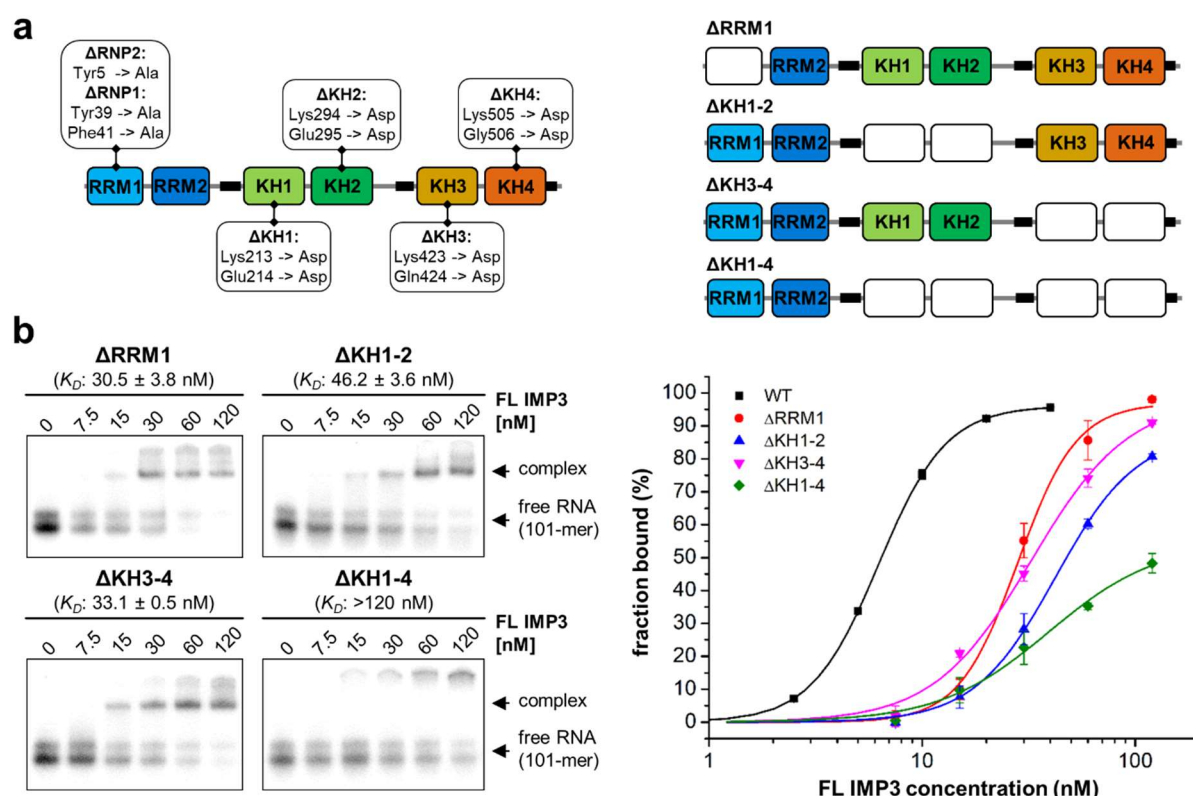 a
ΔRNP2:
Tyr5 -> Ala
ΔRNP1:
Tyr39 -> Ala
Phe41 -> Ala
ΔKH2:
Lys294 -> Asp
Glu295 -> Asp
ΔKH4:
Lys505 -> Asp
Gly506 -> Asp
RRM1 RRM2 KH1 KH2 KH3 KH4
ΔKH1:
Lys213 -> Asp
Glu214 -> Asp
ΔKH3:
Lys423 -> Asp
Gln424 -> Asp
ΔRRM1
RRM2 KH1 KH2 KH3 KH4
ΔKH1-2
RRM1 RRM2 KH3 KH4
ΔKH3-4
RRM1 RRM2 KH1 KH2
ΔKH1-4
RRM1 RRM2
b
ΔRRM1
(KD: 30.5 ± 3.8 nM)
0 7.5 15 30 60 120
ΔKH1-2
(KD: 46.2 ± 3.6 nM)
0 7.5 15 30 60 120
FL IMP3
[nM]
complex
free RNA
(101-mer)
ΔKH3-4
(KD: 33.1 ± 0.5 nM)
0 7.5 15 30 60 120
ΔKH1-4
(KD: >120 nM)
0 7.5 15 30 60 120
FL IMP3
[nM]
complex
free RNA
(101-mer)
fraction bound (%)
100
90
80
70
60
50
40
30
20
10
0
WT
ΔRRM1
ΔKH1-2
ΔKH3-4
ΔKH1-4
1 10 100
FL IMP3 concentration (nM)